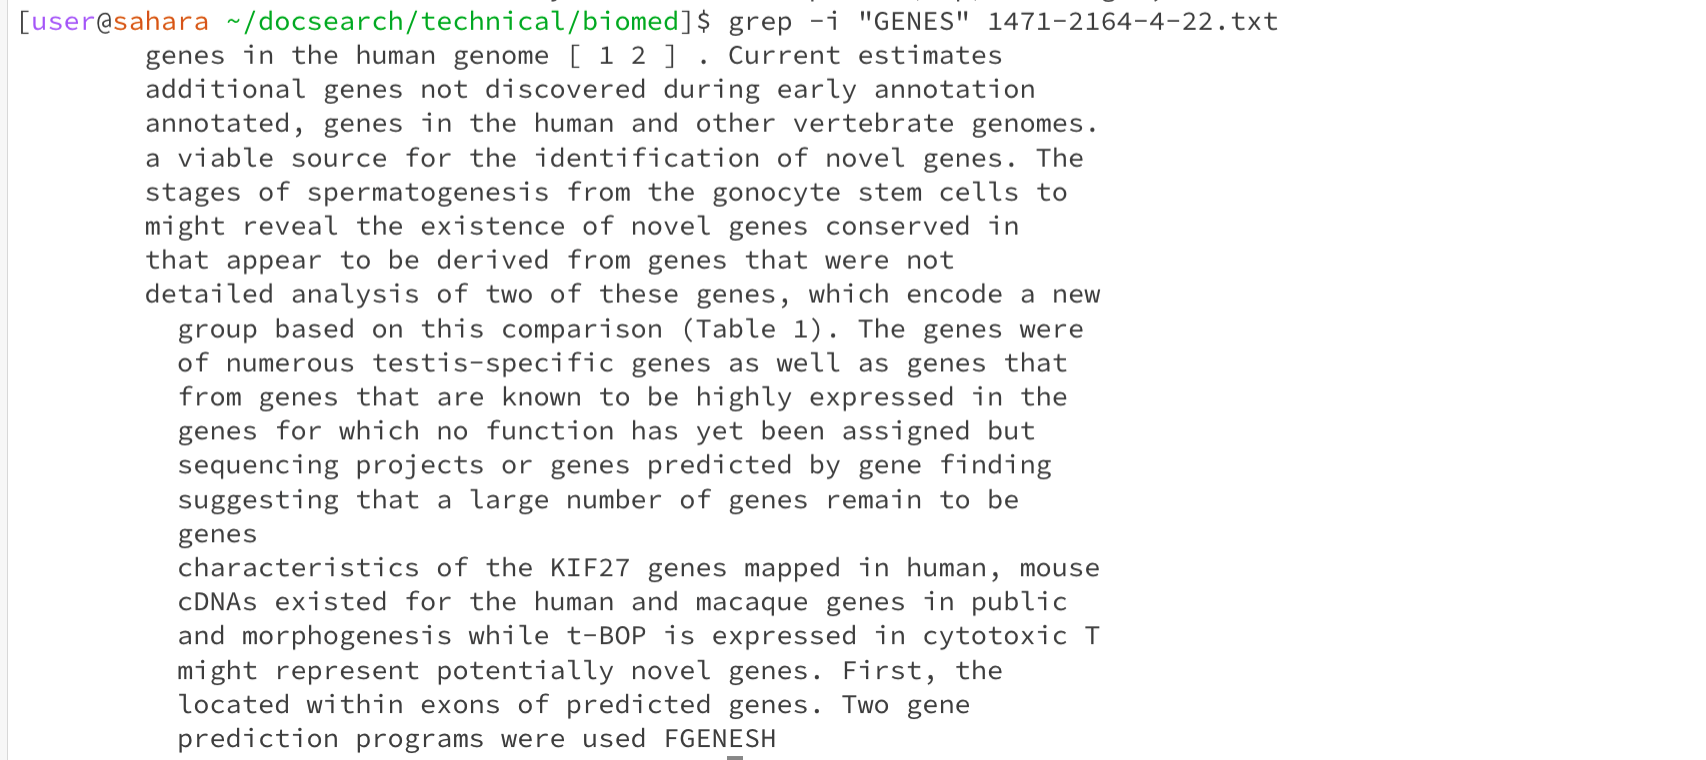 [user@sahara ~/docsearch/technical/biomed]$ grep -i "GENES" 1471-2164-4-22.txt
genes in the human genome [ 1 2 ] . Current estimates
additional genes not discovered during early annotation
annotated, genes in the human and other vertebrate genomes.
a viable source for the identification of novel genes. The
stages of spermatogenesis from the gonocyte stem cells to
might reveal the existence of novel genes conserved in
that appear to be derived from genes that were not
detailed analysis of two of these genes, which encode a new
group based on this comparison (Table 1). The genes were
of numerous testis-specific genes as well as genes that
from genes that are known to be highly expressed in the
genes for which no function has yet been assigned but
sequencing projects or genes predicted by gene finding
suggesting that a large number of genes remain to be
genes
characteristics of the KIF27 genes mapped in human, mouse
cDNAs existed for the human and macaque genes in public
and morphogenesis while t-BOP is expressed in cytotoxic T
might represent potentially novel genes. First, the
located within exons of predicted genes. Two gene
prediction programs were used FGENESH